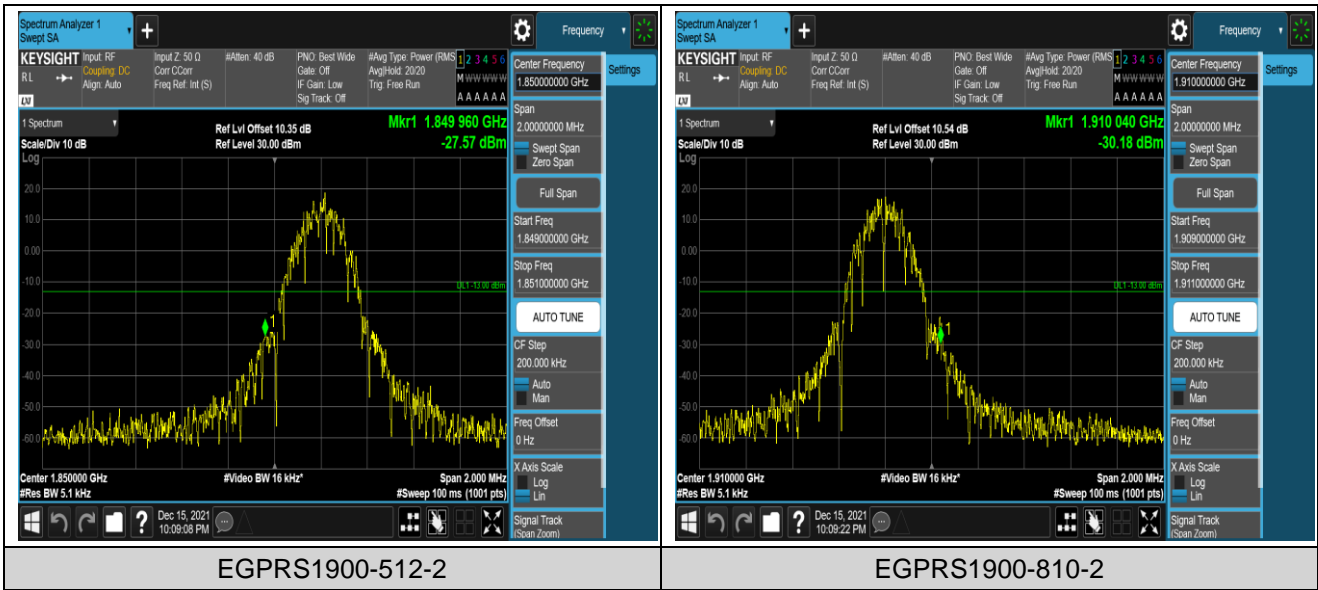 Spectrum Analyzer 1
Swept SA
+
Frequency
KEYSIGHT Input: RF Input Z: 50 Ω #Atten: 40 dB PNO: Best Wide #Avg Type: Power (RMS 1 2 3 4 5 6
RL Coupling: DC Corr CCorr Gate: Off Avg|Hold: 20/20 M W W W W W
Align: Auto Freq Ref: Int (S) IF Gain: Low Trig: Free Run
LXI Sig Track: Off A A A A A A
1 Spectrum
Ref Lvl Offset 10.35 dB
Mkr1 1.849 960 GHz
Scale/Div 10 dB
Ref Level 30.00 dBm
-27.57 dBm
Log
20.0
10.0
0.00
-10.0
DL1 -13.00 dBm
-20.0
-30.0
-40.0
-50.0
-60.0
1
Center 1.850000 GHz #Video BW 16 kHz* Span 2.000 MHz
#Res BW 5.1 kHz #Sweep 100 ms (1001 pts)
? Dec 15, 2021
10:09:08 PM
Center Frequency
1.850000000 GHz
Settings
Span
2.00000000 MHz
Swept Span
Zero Span
Full Span
Start Freq
1.849000000 GHz
Stop Freq
1.851000000 GHz
AUTO TUNE
CF Step
200.000 kHz
Auto
Man
Freq Offset
0 Hz
X Axis Scale
Log
Lin
Signal Track
(Span Zoom)
EGPRS1900-512-2
Spectrum Analyzer 1
Swept SA
+
Frequency
KEYSIGHT Input: RF Input Z: 50 Ω #Atten: 40 dB PNO: Best Wide #Avg Type: Power (RMS 1 2 3 4 5 6
RL Coupling: DC Corr CCorr Gate: Off Avg|Hold: 20/20 M W W W W W
Align: Auto Freq Ref: Int (S) IF Gain: Low Trig: Free Run
LXI Sig Track: Off A A A A A A
1 Spectrum
Ref Lvl Offset 10.54 dB
Mkr1 1.910 040 GHz
Scale/Div 10 dB
Ref Level 30.00 dBm
-30.18 dBm
Log
20.0
10.0
0.00
-10.0
DL1 -13.00 dBm
-20.0
-30.0
-40.0
-50.0
-60.0
1
Center 1.910000 GHz #Video BW 16 kHz* Span 2.000 MHz
#Res BW 5.1 kHz #Sweep 100 ms (1001 pts)
? Dec 15, 2021
10:09:22 PM
Center Frequency
1.910000000 GHz
Settings
Span
2.00000000 MHz
Swept Span
Zero Span
Full Span
Start Freq
1.909000000 GHz
Stop Freq
1.911000000 GHz
AUTO TUNE
CF Step
200.000 kHz
Auto
Man
Freq Offset
0 Hz
X Axis Scale
Log
Lin
Signal Track
(Span Zoom)
EGPRS1900-810-2